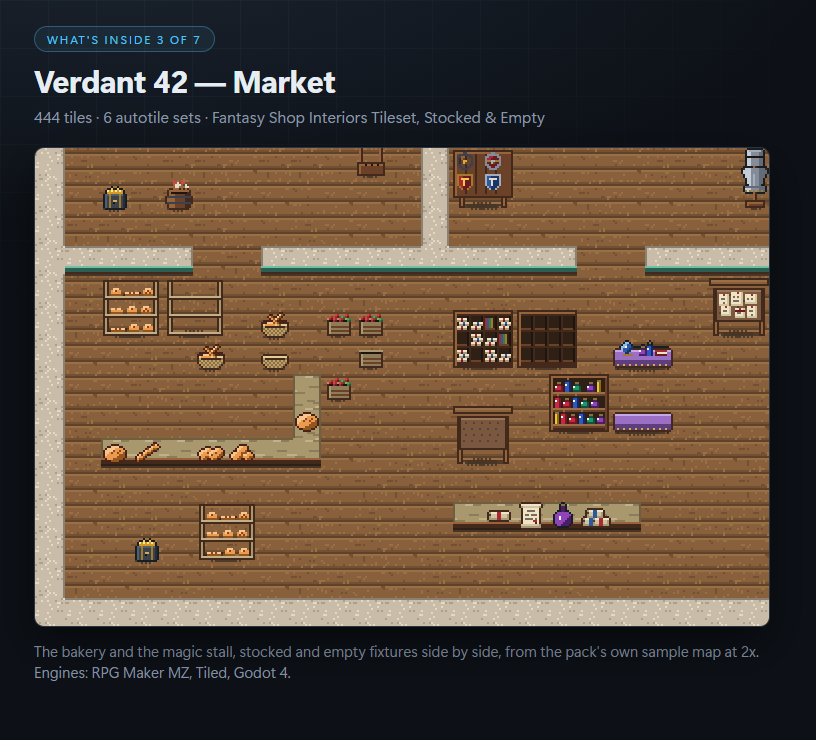 WHAT'S INSIDE 3 OF 7
Verdant 42 — Market
444 tiles · 6 autotile sets · Fantasy Shop Interiors Tileset, Stocked & Empty
The bakery and the magic stall, stocked and empty fixtures side by side, from the pack's own sample map at 2x.
Engines: RPG Maker MZ, Tiled, Godot 4.